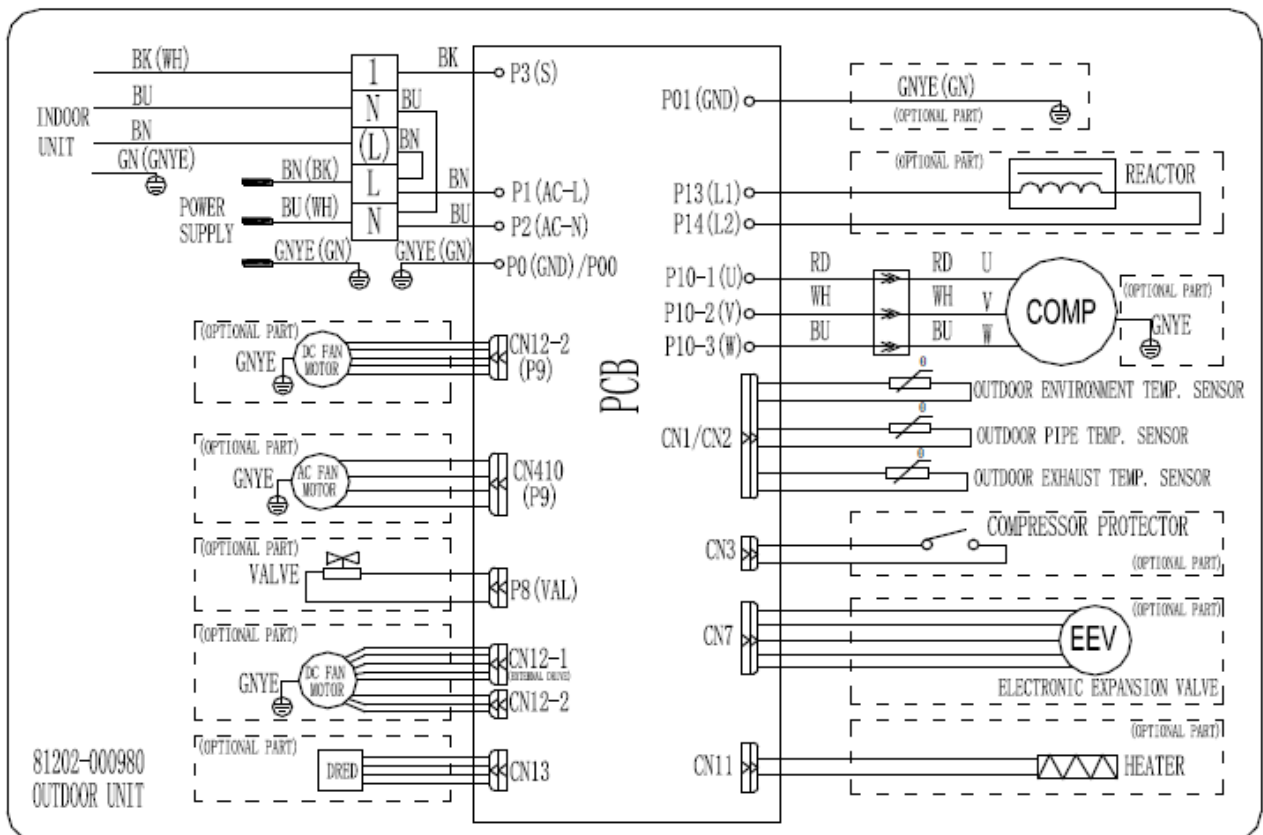 BK(WH)
1
BK
P3(S)
BU
N
BU
INDOOR
UNIT
BN
(L)
BN
GN(GNYE)
BN(BK)
L
BN
P1(AC-L)
POWER
SUPPLY
BU(WH)
N
BU
P2(AC-N)
GNYE(GN)
GNYE(GN)
P0(GND)/P00
(OPTIONAL PART)
GNYE
DC FAN
MOTOR
CN12-2
(P9)
(OPTIONAL PART)
GNYE
AC FAN
MOTOR
CN410
(P9)
(OPTIONAL PART)
VALVE
P8(VAL)
(OPTIONAL PART)
GNYE
DC FAN
MOTOR
CN12-1
(EXTERNAL DRIVE)
CN12-2
(OPTIONAL PART)
DRED
CN13
81202-000980
OUTDOOR UNIT
PCB
P01(GND)
GNYE(GN)
(OPTIONAL PART)
(OPTIONAL PART)
REACTOR
P13(L1)
P14(L2)
P10-1(U)
RD
RD
U
P10-2(V)
WH
WH
V
P10-3(W)
BU
BU
W
COMP
(OPTIONAL PART)
GNYE
CN1/CN2
θ
OUTDOOR ENVIRONMENT TEMP. SENSOR
θ
OUTDOOR PIPE TEMP. SENSOR
θ
OUTDOOR EXHAUST TEMP. SENSOR
CN3
COMPRESSOR PROTECTOR
(OPTIONAL PART)
CN7
(OPTIONAL PART)
EEV
ELECTRONIC EXPANSION VALVE
(OPTIONAL PART)
CN11
HEATER